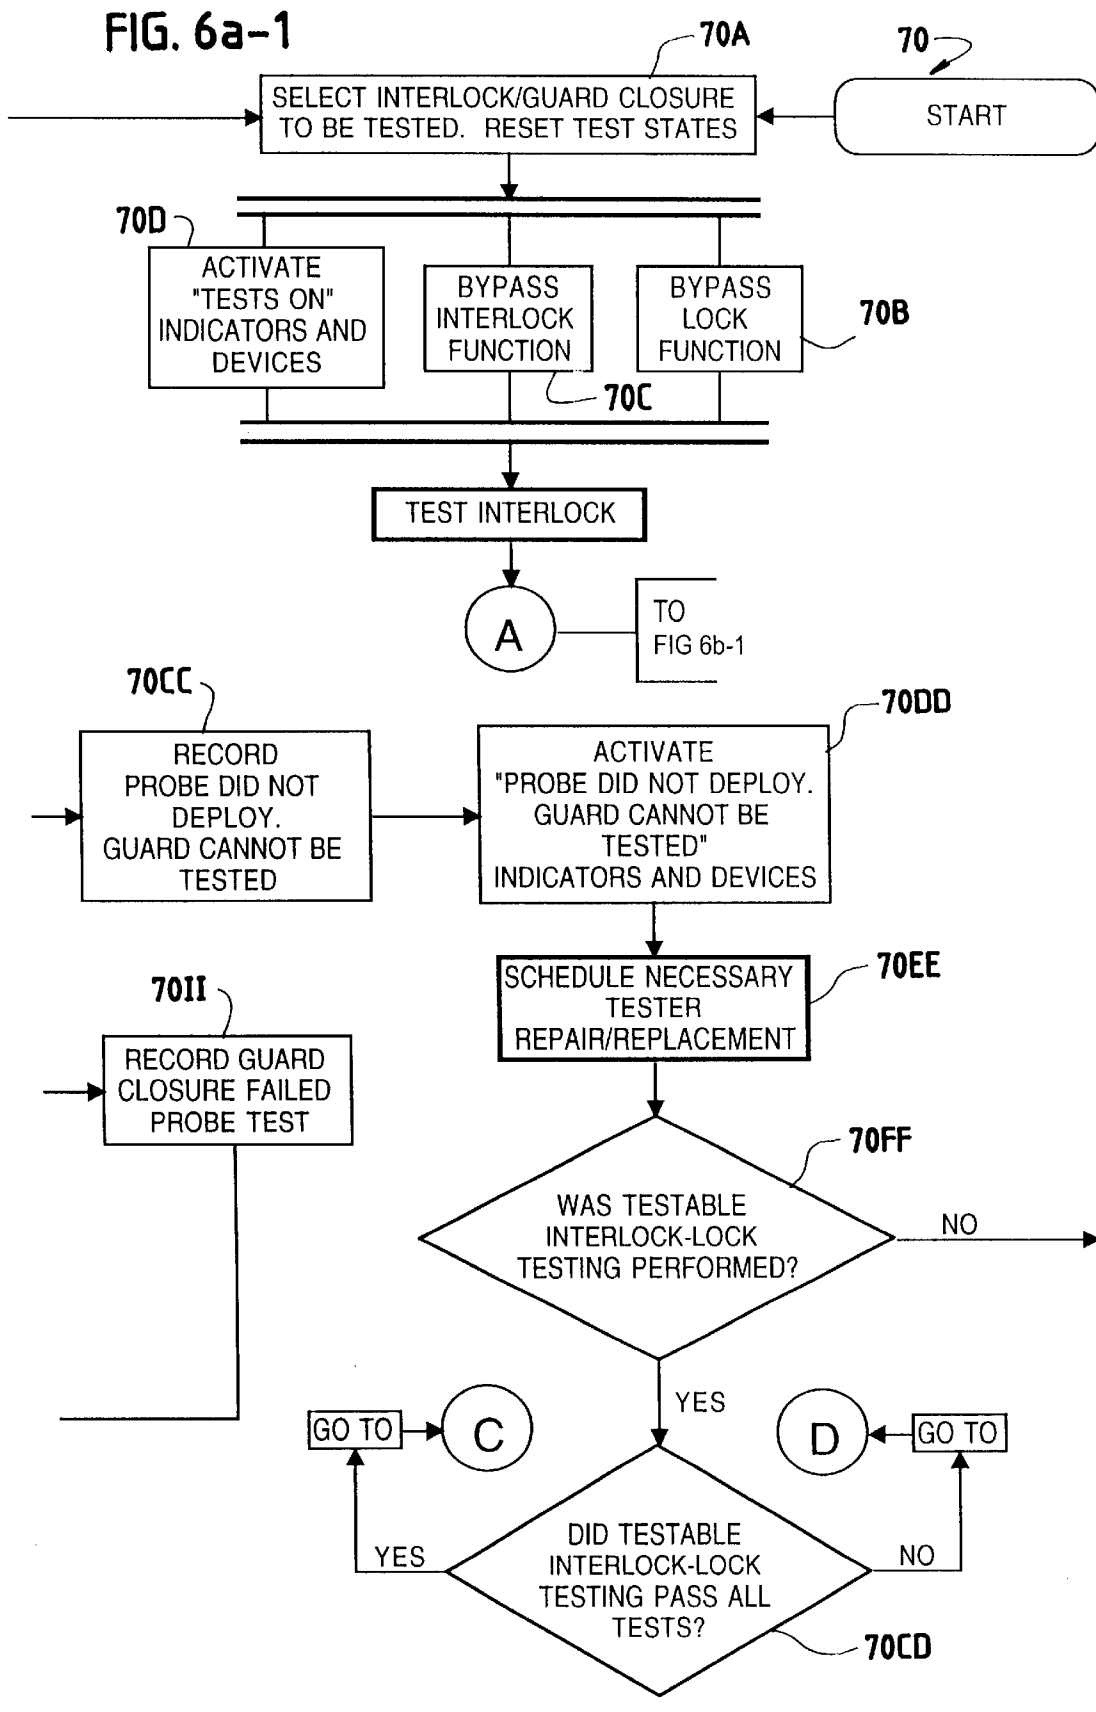 FIG. 6a-1
70A
70
SELECT INTERLOCK/GUARD CLOSURE
TO BE TESTED. RESET TEST STATES
START
70D
ACTIVATE
"TESTS ON"
INDICATORS AND
DEVICES
BYPASS
INTERLOCK
FUNCTION
70C
BYPASS
LOCK
FUNCTION
70B
TEST INTERLOCK
A
TO
FIG 6b-1
70CC
RECORD
PROBE DID NOT
DEPLOY.
GUARD CANNOT BE
TESTED
70DD
ACTIVATE
"PROBE DID NOT DEPLOY.
GUARD CANNOT BE
TESTED"
INDICATORS AND DEVICES
70EE
SCHEDULE NECESSARY
TESTER
REPAIR/REPLACEMENT
70II
RECORD GUARD
CLOSURE FAILED
PROBE TEST
70FF
WAS TESTABLE
INTERLOCK-LOCK
TESTING PERFORMED?
NO
YES
GO TO
C
D
GO TO
YES
DID TESTABLE
INTERLOCK-LOCK
TESTING PASS ALL
TESTS?
NO
70CD